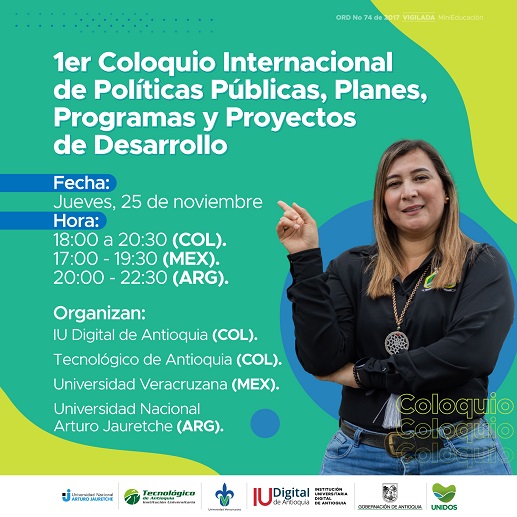 ORD No 74 de 2017 VIGILADA MinEducación
1er Coloquio Internacional
de Políticas Públicas, Planes,
Programas y Proyectos
de Desarrollo
Fecha:
Jueves, 25 de noviembre
Hora:
18:00 a 20:30 (COL).
17:00 - 19:30 (MEX).
20:00 - 22:30 (ARG).
Organizan:
IU Digital de Antioquia (COL).
Tecnológico de Antioquia (COL).
Universidad Veracruzana (MEX).
Universidad Nacional
Arturo Jauretche (ARG).
Coloquio
Coloquio
Coloquio
Universidad Nacional
ARTURO JAURETCHE
Tecnológico
de Antioquia
Institución Universitaria
Universidad Veracruzana
IU Digital
de Antioquia
INSTITUCIÓN
UNIVERSITARIA
DIGITAL
DE ANTIOQUIA
GOBERNACIÓN DE ANTIOQUIA
UNIDOS